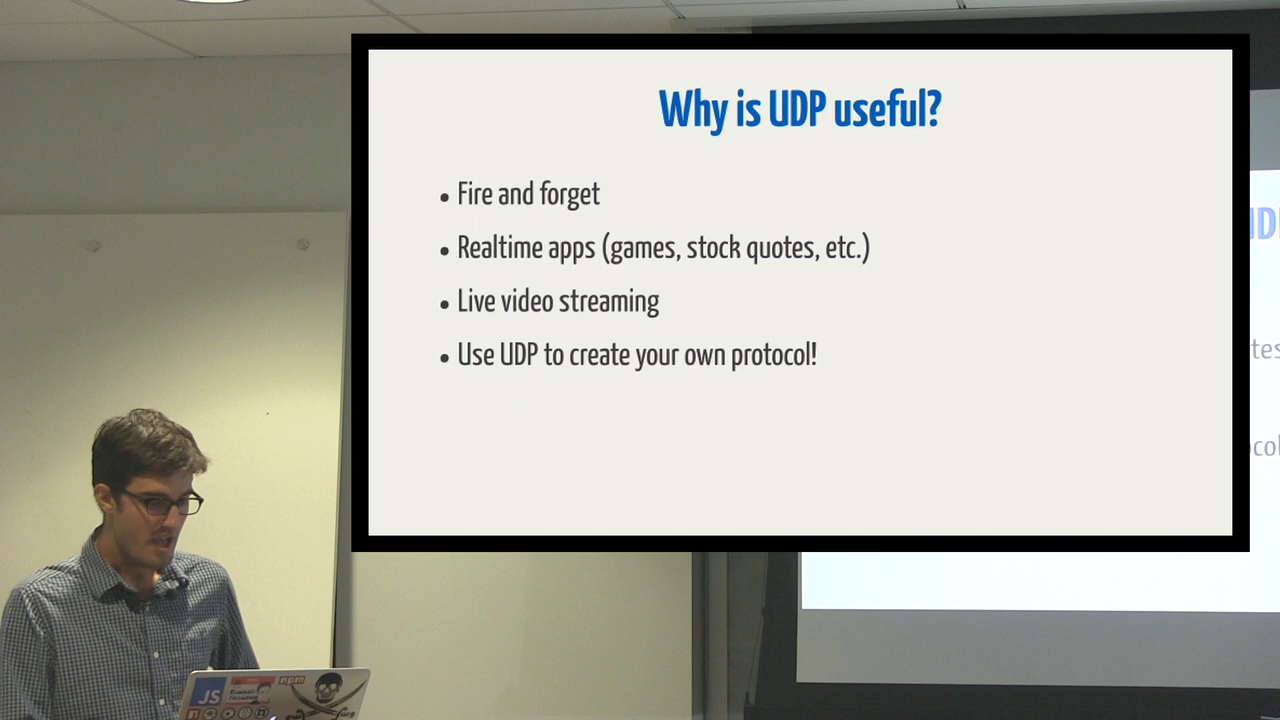 Why is UDP useful?
• Fire and forget
• Realtime apps (games, stock quotes, etc.)
• Live video streaming
• Use UDP to create your own protocol!
JS
npm